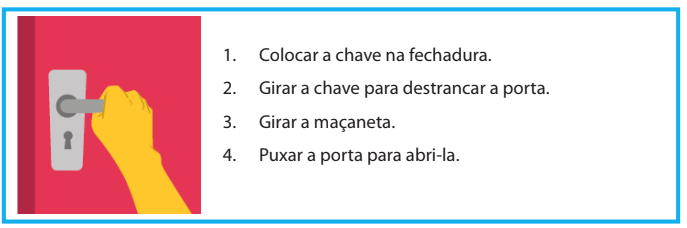 1. Colocar a chave na fechadura.
2. Girar a chave para destrancar a porta.
3. Girar a maçaneta.
4. Puxar a porta para abri-la.